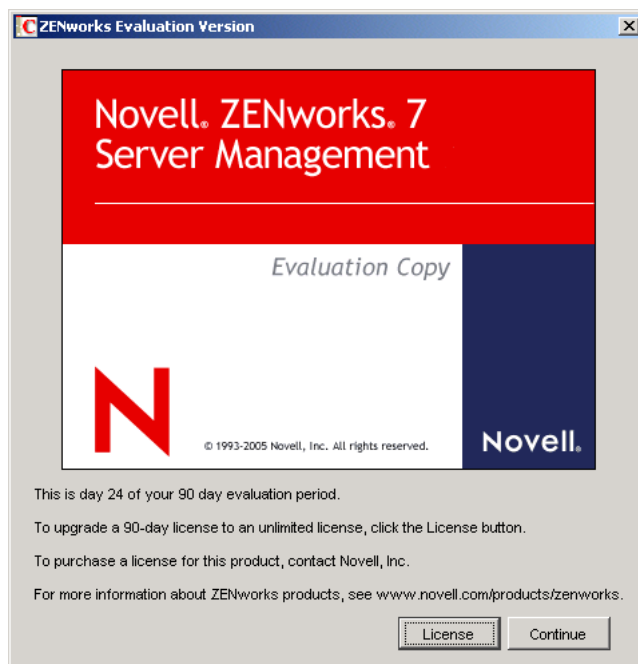 ZENworks Evaluation Version
Novell® ZENworks® 7
Server Management
Evaluation Copy
N
© 1993-2005 Novell, Inc. All rights reserved.
Novell®
This is day 24 of your 90 day evaluation period.
To upgrade a 90-day license to an unlimited license, click the License button.
To purchase a license for this product, contact Novell, Inc.
For more information about ZENworks products, see www.novell.com/products/zenworks.
License
Continue